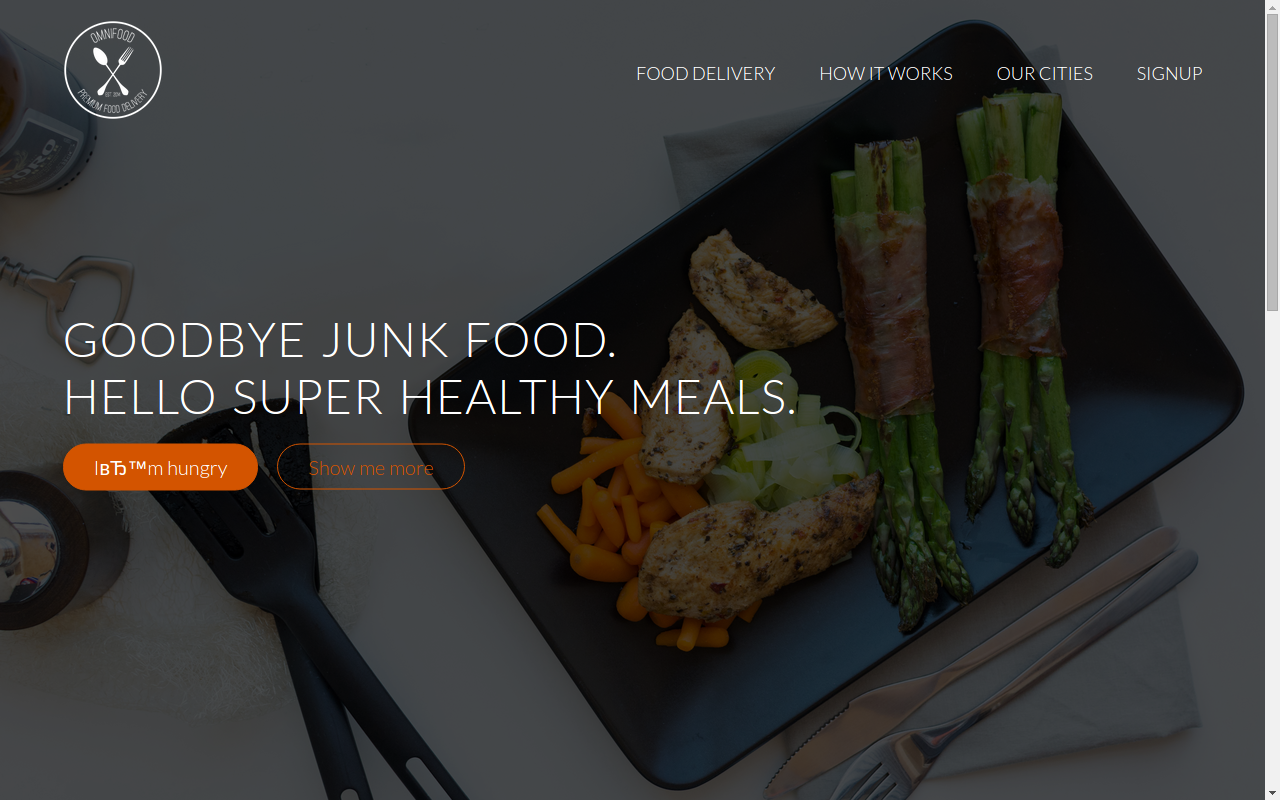 OMNIFOOD
EST. 2014
PREMIUM FOOD DELIVERY
FOOD DELIVERY
HOW IT WORKS
OUR CITIES
SIGNUP
GOODBYE JUNK FOOD.
HELLO SUPER HEALTHY MEALS.
IвЂ™m hungry
Show me more